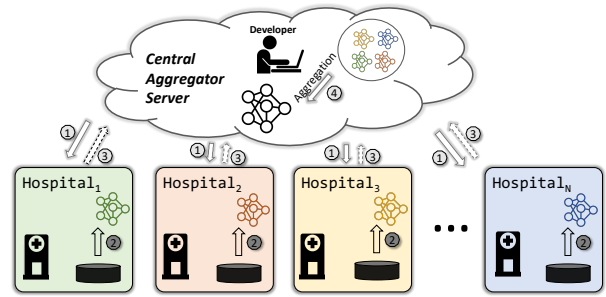 Developer
Central
Aggregator
Server
Aggregation
4
1
3
1
3
1
3
1
3
Hospital1
Hospital2
Hospital3
HospitalN
...
2
2
2
2